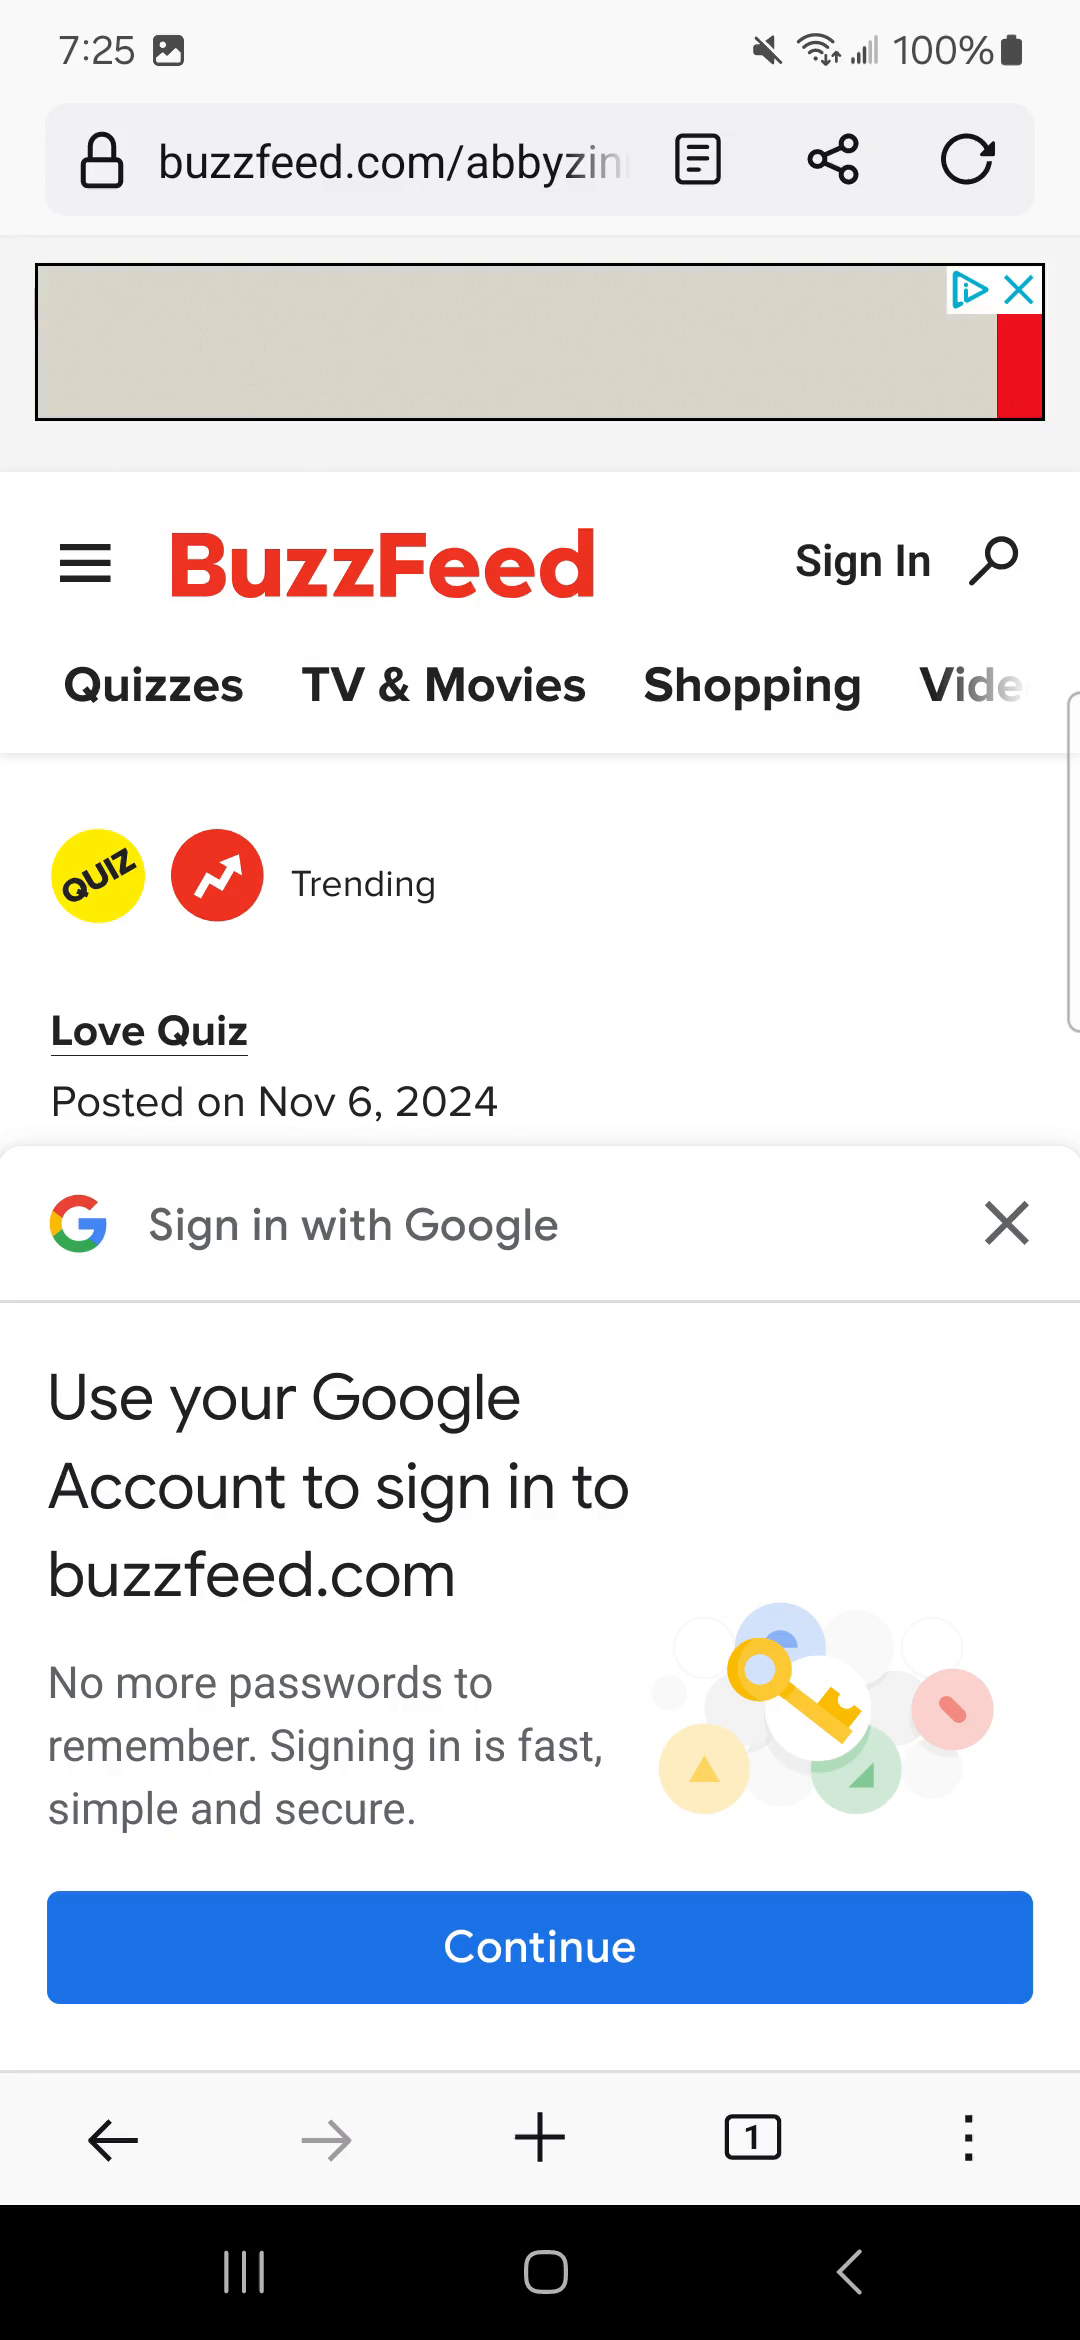 7:25 100%
buzzfeed.com/abbyzin
BuzzFeed Sign In
Quizzes TV & Movies Shopping Vide
QUIZ Trending
Love Quiz
Posted on Nov 6, 2024
Sign in with Google
Use your Google
Account to sign in to
buzzfeed.com
No more passwords to
remember. Signing in is fast,
simple and secure.
Continue
1